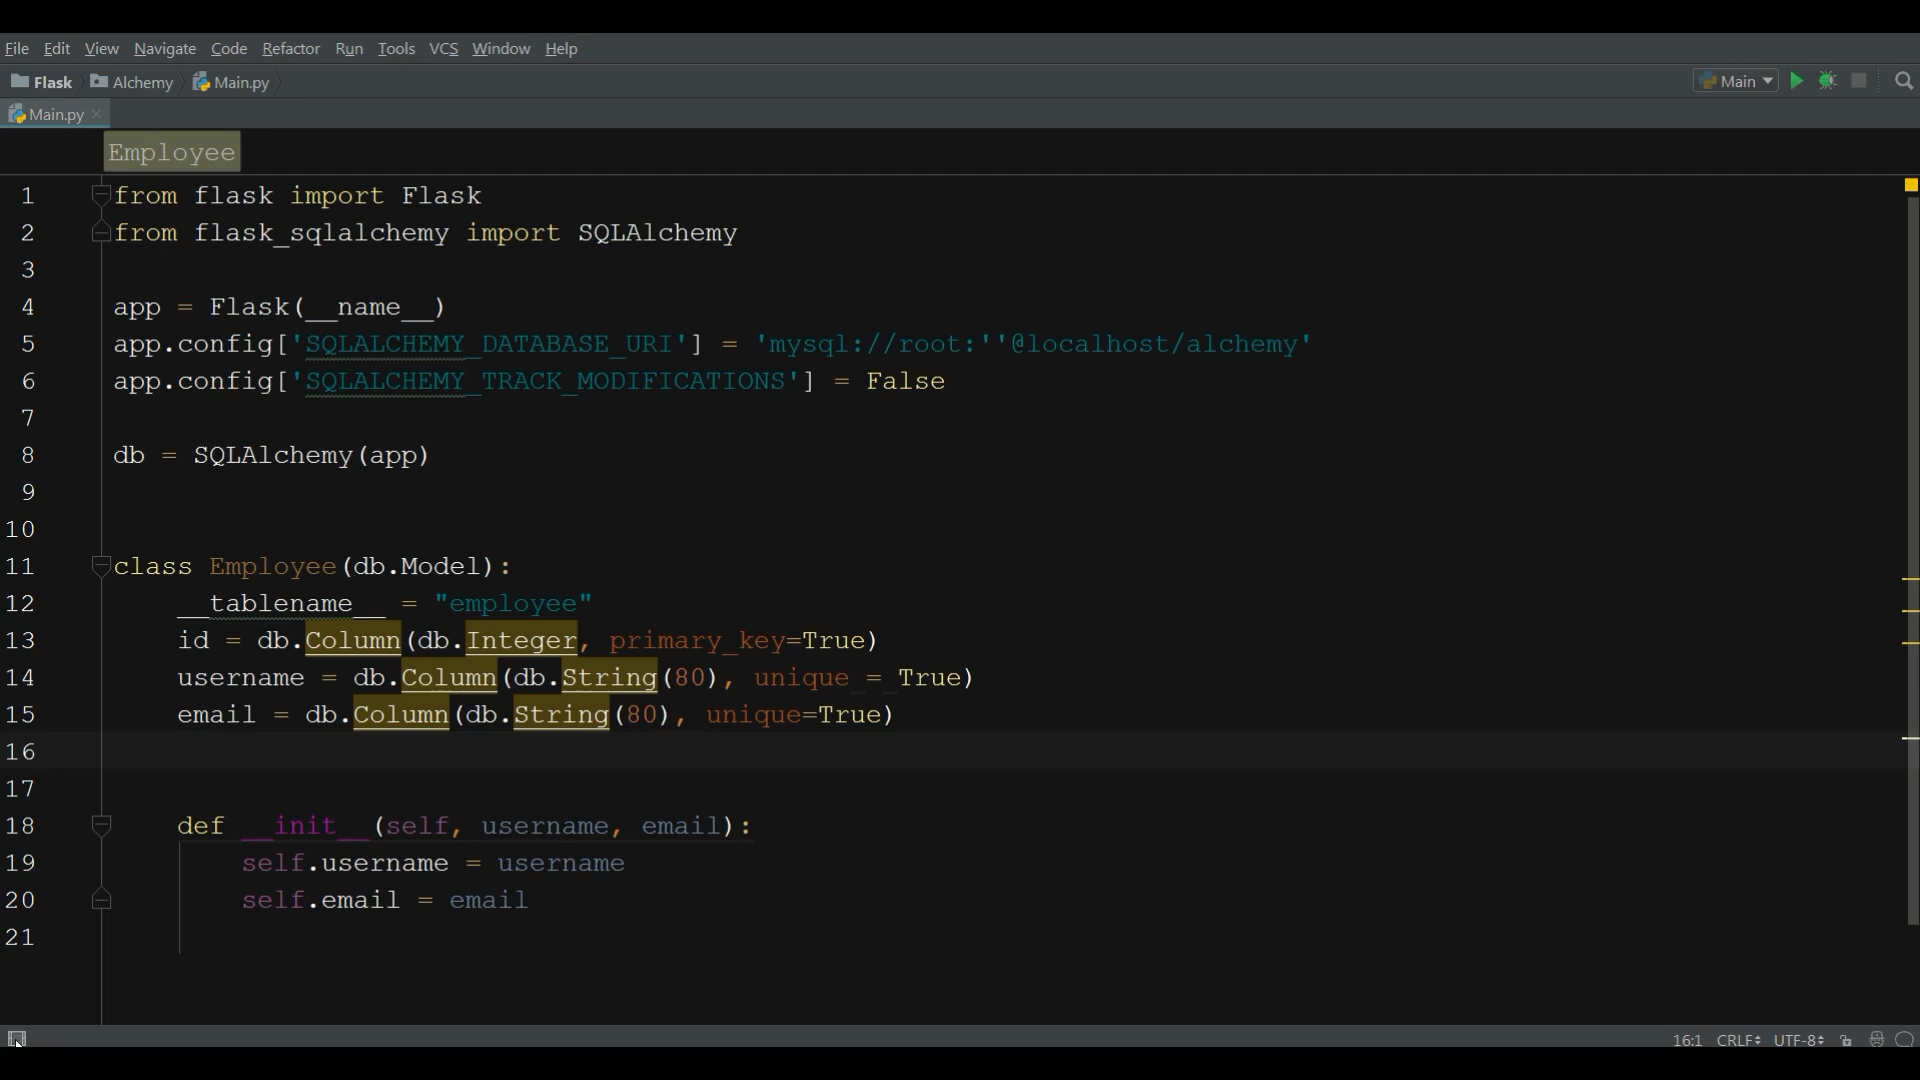 File Edit View Navigate Code Refactor Run Tools VCS Window Help
Flask Alchemy Main.py Main
Main.py
Employee
1 from flask import Flask
2 from flask_sqlalchemy import SQLAlchemy
3
4 app = Flask(__name__)
5 app.config['SQLALCHEMY_DATABASE_URI'] = 'mysql://root:''@localhost/alchemy'
6 app.config['SQLALCHEMY_TRACK_MODIFICATIONS'] = False
7
8 db = SQLAlchemy(app)
9
10
11 class Employee(db.Model):
12     __tablename__ = "employee"
13     id = db.Column(db.Integer, primary_key=True)
14     username = db.Column(db.String(80), unique = True)
15     email = db.Column(db.String(80), unique=True)
16
17
18     def __init__(self, username, email):
19         self.username = username
20         self.email = email
21
16:1 CRLF UTF-8